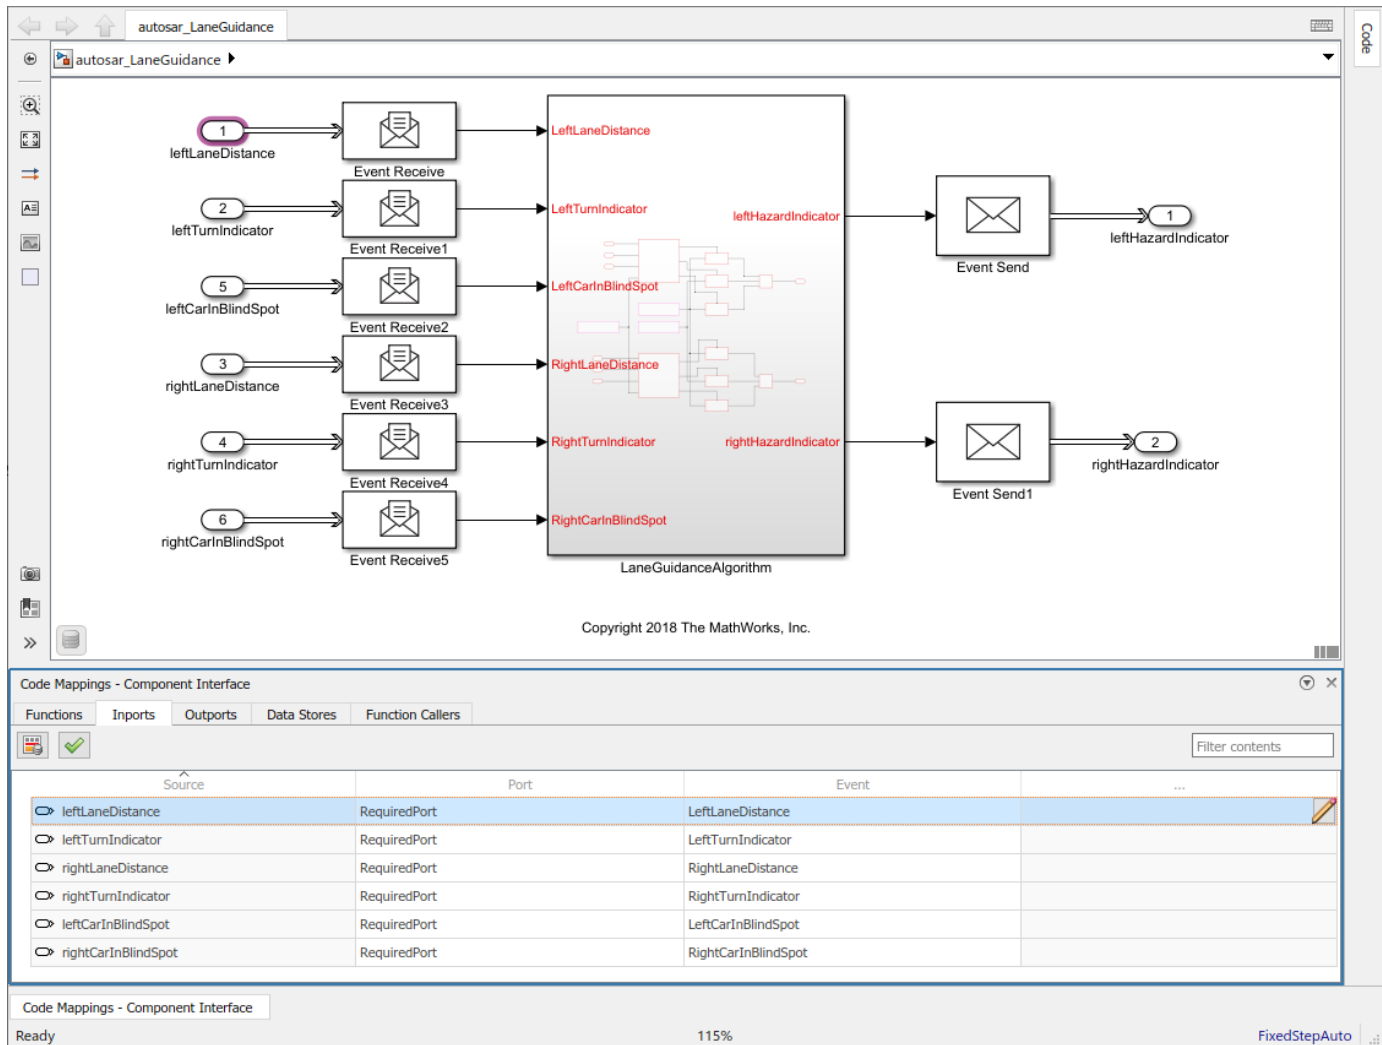 autosar_LaneGuidance
Code
autosar_LaneGuidance
1
leftLaneDistance
Event Receive
LeftLaneDistance
2
leftTurnIndicator
Event Receive1
LeftTurnIndicator
leftHazardIndicator
Event Send
1
leftHazardIndicator
5
leftCarInBlindSpot
Event Receive2
LeftCarInBlindSpot
3
rightLaneDistance
Event Receive3
RightLaneDistance
4
rightTurnIndicator
Event Receive4
RightTurnIndicator
rightHazardIndicator
Event Send1
2
rightHazardIndicator
6
rightCarInBlindSpot
Event Receive5
RightCarInBlindSpot
LaneGuidanceAlgorithm
Copyright 2018 The MathWorks, Inc.
Code Mappings - Component Interface
Functions Inports Outports Data Stores Function Callers
Filter contents
Source Port Event ...
leftLaneDistance RequiredPort LeftLaneDistance
leftTurnIndicator RequiredPort LeftTurnIndicator
rightLaneDistance RequiredPort RightLaneDistance
rightTurnIndicator RequiredPort RightTurnIndicator
leftCarInBlindSpot RequiredPort LeftCarInBlindSpot
rightCarInBlindSpot RequiredPort RightCarInBlindSpot
Code Mappings - Component Interface
Ready 115% FixedStepAuto